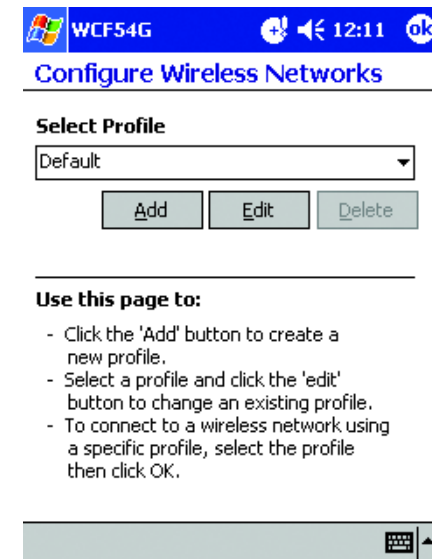 WCF54G 12:11 ok
Configure Wireless Networks
Select Profile
Default
Add Edit Delete
Use this page to:
- Click the 'Add' button to create a
new profile.
- Select a profile and click the 'edit'
button to change an existing profile.
- To connect to a wireless network using
a specific profile, select the profile
then click OK.